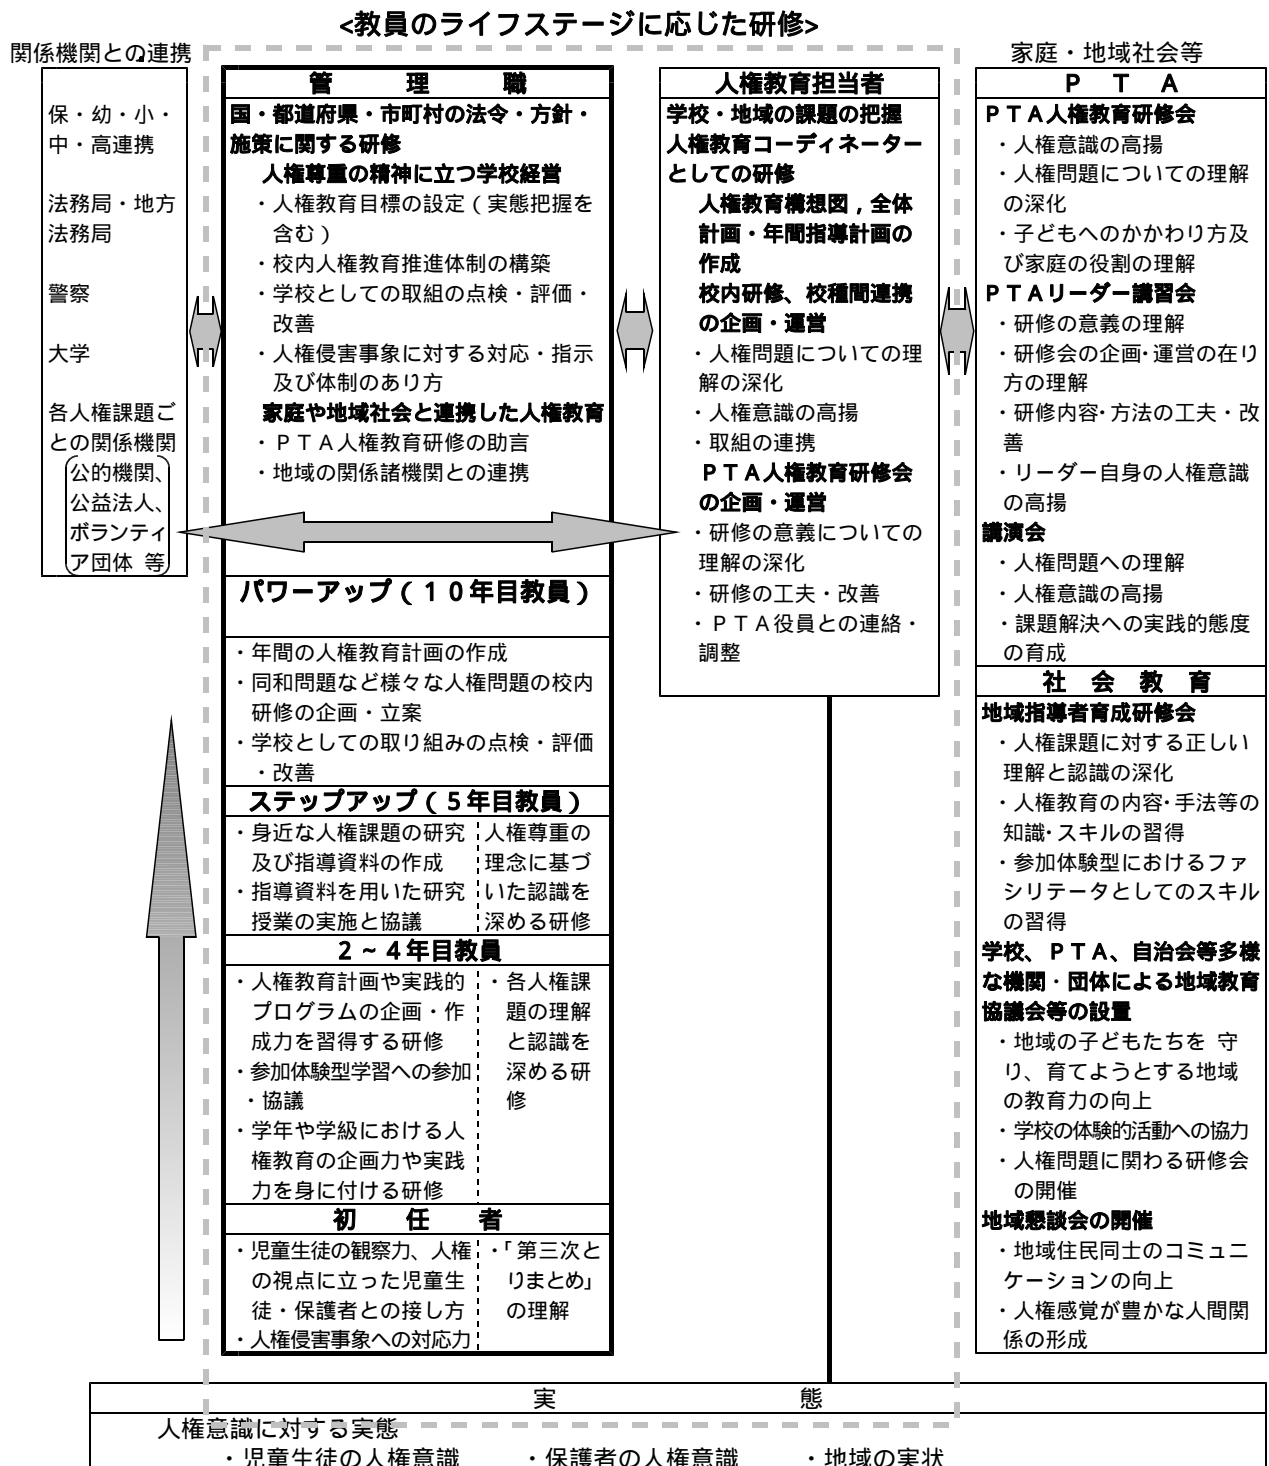 <教員のライフステージに応じた研修>
関係機関との連携
保・幼・小・
中・高連携
法務局・地方
法務局
警察
大学
各人権課題ご
との関係機関
公的機関、
公益法人、
ボランティ
ア団体 等
管 理 職
国・都道府県・市町村の法令・方針・
施策に関する研修
人権尊重の精神に立つ学校経営
・人権教育目標の設定(実態把握を
含む)
・校内人権教育推進体制の構築
・学校としての取組の点検・評価・
改善
・人権侵害事象に対する対応・指示
及び体制のあり方
家庭や地域社会と連携した人権教育
・PTA人権教育研修の助言
・地域の関係諸機関との連携
パワーアップ(10年目教員)
・年間の人権教育計画の作成
・同和問題など様々な人権問題の校内
研修の企画・立案
・学校としての取り組みの点検・評価
・改善
ステップアップ(5年目教員)
・身近な人権課題の研究
及び指導資料の作成
・指導資料を用いた研究
授業の実施と協議
人権尊重の
理念に基づ
いた認識を
深める研修
2~4年目教員
・人権教育計画や実践的
プログラムの企画・作
成力を習得する研修
・参加体験型学習への参加
・協議
・学年や学級における人
権教育の企画力や実践
力を身に付ける研修
・各人権課
題の理解
と認識を
深める研
修
初 任 者
・児童生徒の観察力、人権
の視点に立った児童生
徒・保護者との接し方
・人権侵害事象への対応力
・「第三次と
りまとめ」
の理解
人権教育担当者
学校・地域の課題の把握
人権教育コーディネーター
としての研修
人権教育構想図,全体
計画・年間指導計画の
作成
校内研修、校種間連携
の企画・運営
・人権問題についての理
解の深化
・人権意識の高揚
・取組の連携
PTA人権教育研修会
の企画・運営
・研修の意義についての
理解の深化
・研修の工夫・改善
・PTA役員との連絡・
調整
家庭・地域社会等
P T A
PTA人権教育研修会
・人権意識の高揚
・人権問題についての理解
の深化
・子どもへのかかわり方及
び家庭の役割の理解
PTAリーダー講習会
・研修の意義の理解
・研修会の企画・運営の在り
方の理解
・研修内容・方法の工夫・改
善
・リーダー自身の人権意識
の高揚
講演会
・人権問題への理解
・人権意識の高揚
・課題解決への実践的態度
の育成
社 会 教 育
地域指導者育成研修会
・人権課題に対する正しい
理解と認識の深化
・人権教育の内容・手法等の
知識・スキルの習得
・参加体験型におけるファ
シリテータとしてのスキル
の習得
学校、PTA、自治会等多様
な機関・団体による地域教育
協議会等の設置
・地域の子どもたちを 守
り、育てようとする地域
の教育力の向上
・学校の体験的活動への協力
・人権問題に関わる研修会
の開催
地域懇談会の開催
・地域住民同士のコミュニ
ケーションの向上
・人権感覚が豊かな人間関
係の形成
実 態
人権意識に対する実態
・児童生徒の人権意識 ・保護者の人権意識 ・地域の実状